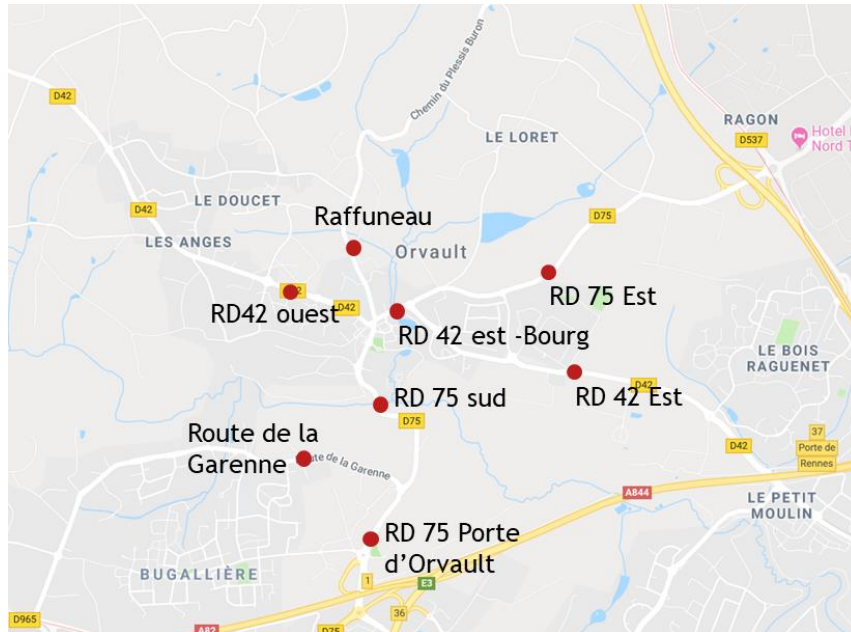 Chemin du Plessis Buron
D42
RAGON
D537
Hotel
Nord T
LE LORET
LE DOUCET
D42
Raffuneau
D75
LES ANGES
Orvault
RD 75 Est
RD42 ouest
D42
RD 42 est -Bourg
LE BOIS
RAGUENET
RD 42 Est
D42
RD 75 sud
D75
Route de la
Garenne
de la Garenne
D42
37
Porte de
Rennes
A844
LE PETIT
MOULIN
RD 75 Porte
d'Orvault
BUGALLIÈRE
1
E3
D965
36
A82
D75